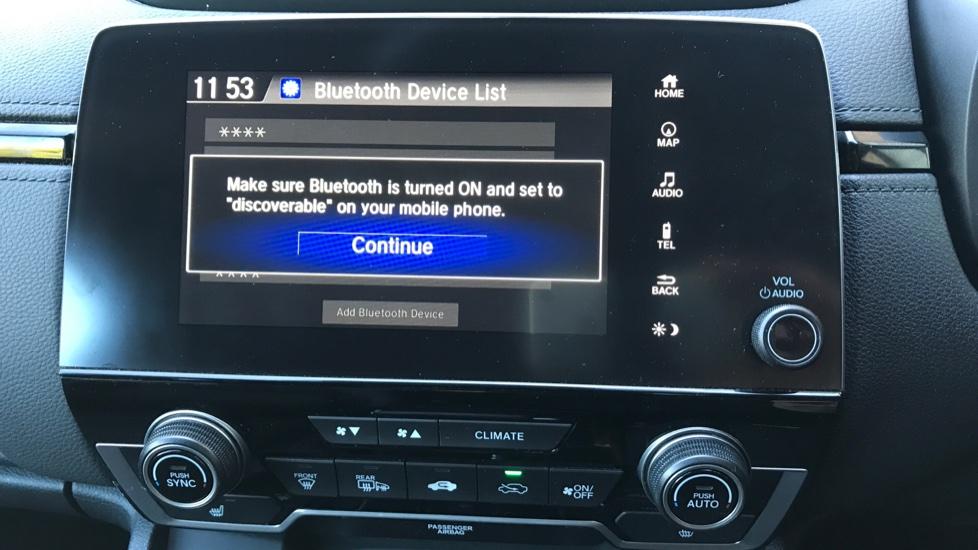 11 53
Bluetooth Device List
****
Make sure Bluetooth is turned ON and set to
"discoverable" on your mobile phone.
Continue
****
Add Bluetooth Device
HOME
MAP
AUDIO
TEL
BACK
VOL
AUDIO
CLIMATE
PUSH
SYNC
FRONT
REAR
ON/
OFF
PUSH
AUTO
PASSENGER
AIRBAG